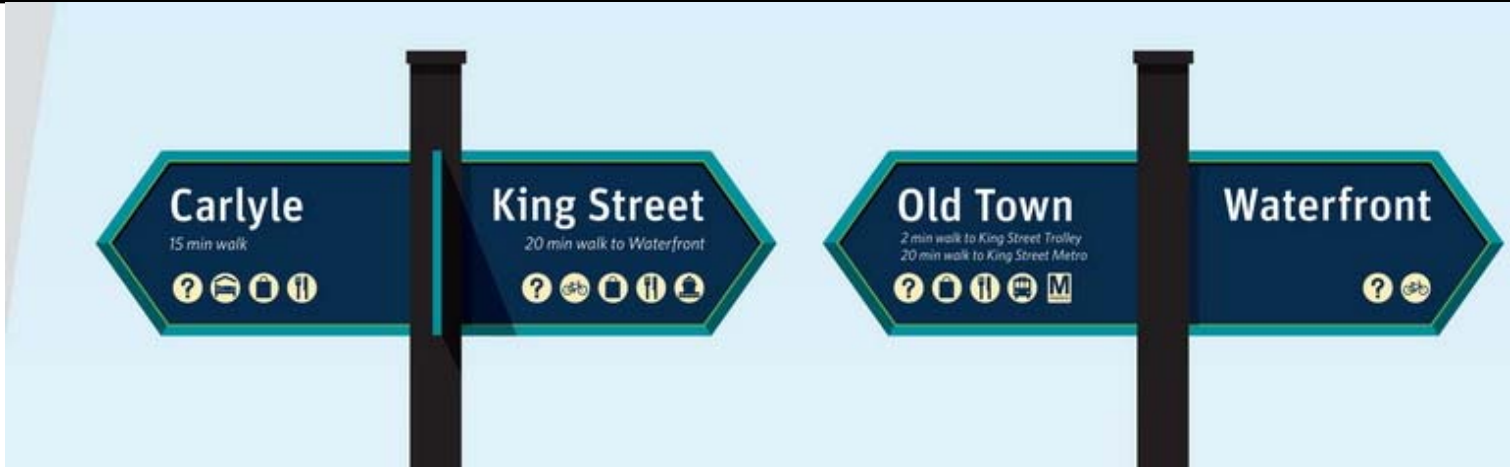 Carlyle
15 min walk
?
King Street
20 min walk to Waterfront
?
Old Town
2 min walk to King Street Trolley
20 min walk to King Street Metro
? M
Waterfront
?